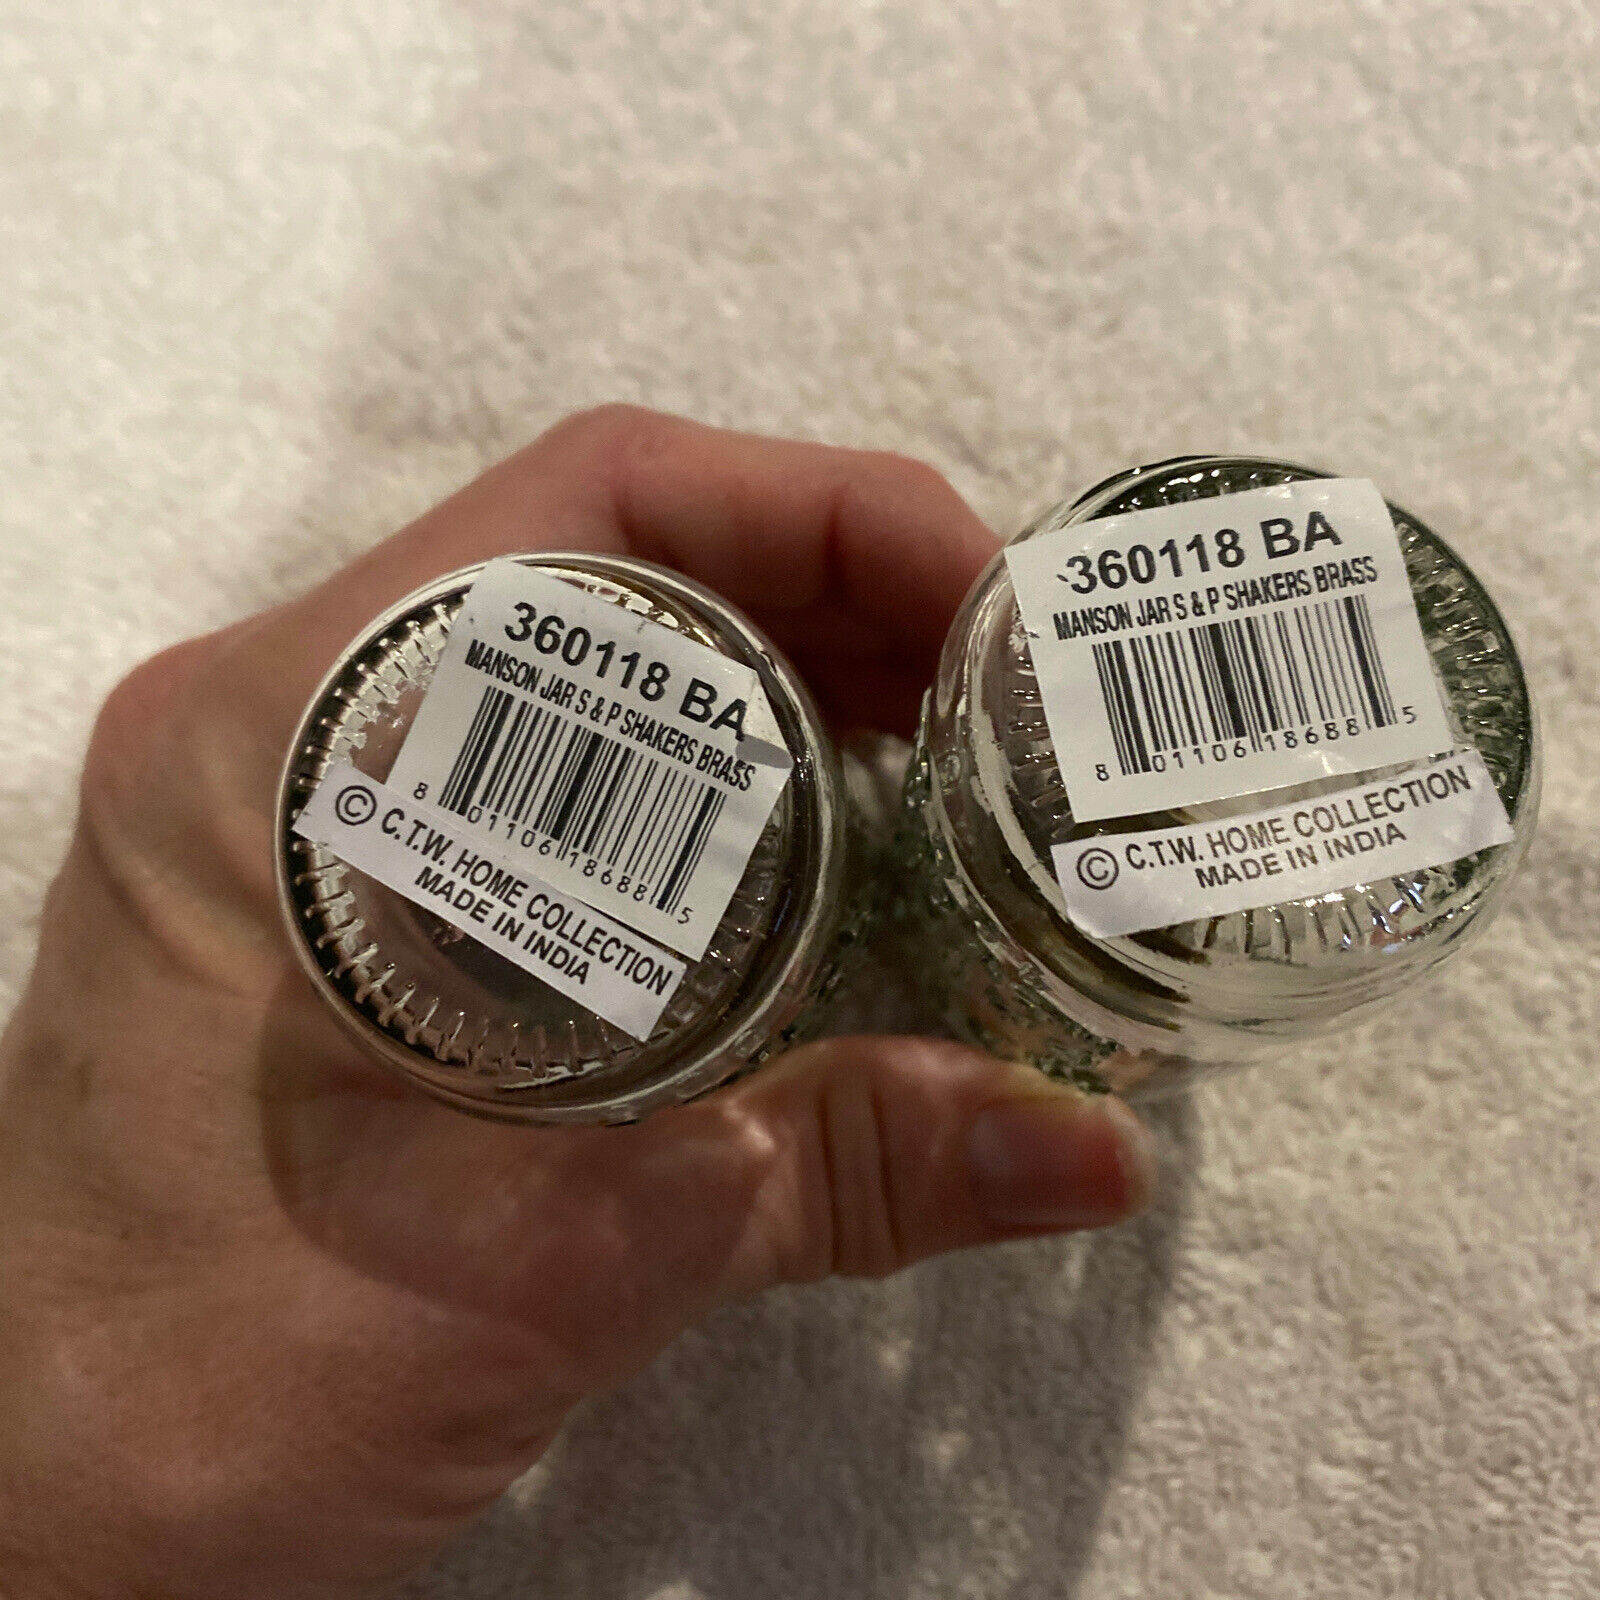 360118 BA
MANSON JAR S & P SHAKERS BRASS
8 01106 18688 5
© C.T.W. HOME COLLECTION
MADE IN INDIA
360118 BA
MANSON JAR S & P SHAKERS BRASS
8 01106 18688 5
© C.T.W. HOME COLLECTION
MADE IN INDIA